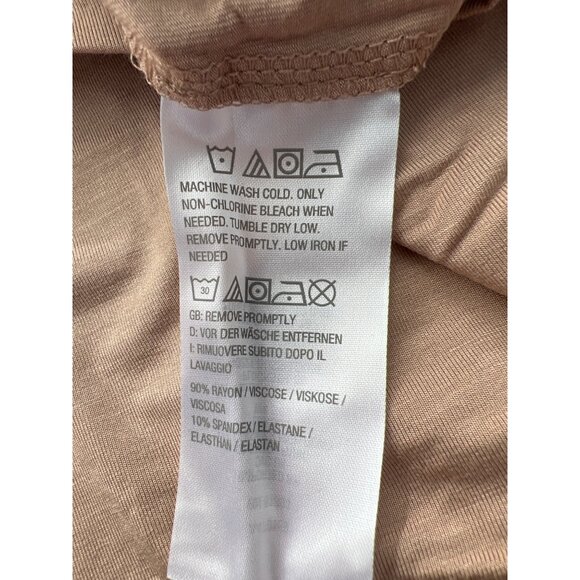 MACHINE WASH COLD. ONLY
NON-CHLORINE BLEACH WHEN
NEEDED. TUMBLE DRY LOW.
REMOVE PROMPTLY. LOW IRON IF
NEEDED
30
GB: REMOVE PROMPTLY
D: VOR DER WÄSCHE ENTFERNEN
I: RIMUOVERE SUBITO DOPO IL
LAVAGGIO
90% RAYON / VISCOSE / VISKOSE /
VISCOSA
10% SPANDEX / ELASTANE /
ELASTHAN / ELASTAN